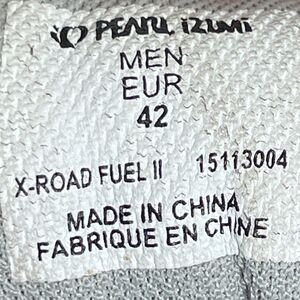 PEARL iZUMi
MEN
EUR
42
X-ROAD FUEL II 15113004
MADE IN CHINA
FABRIQUE EN CHINE